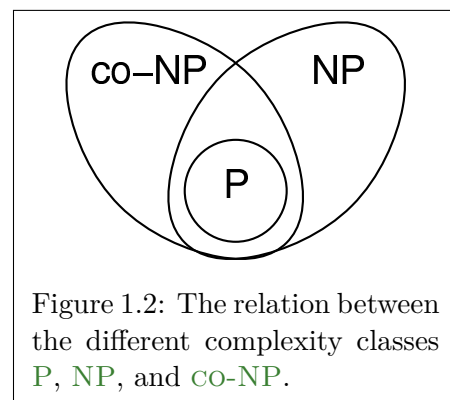 co–NP NP
P
Figure 1.2: The relation between
the different complexity classes
P, NP, and co-NP.